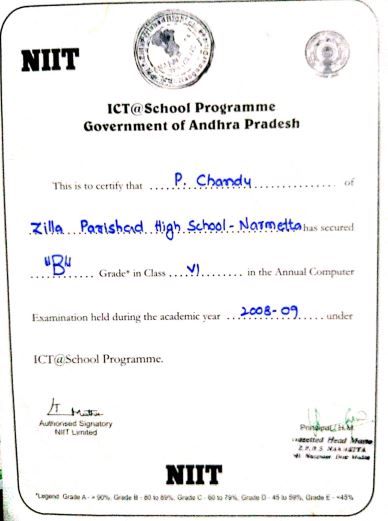 NIIT
ICT@School Programme
Government of Andhra Pradesh
This is to certify that P. Chandy of
Zilla Parishad High School - Narmetta has secured
"B" Grade* in Class VI in the Annual Computer
Examination held during the academic year 2008-09 under
ICT@School Programme.
Authorised Signatory
NIIT Limited
Principal / H.M
Gazetted Head Master
Z.P.H.S NARMETTA
NIIT
*Legend Grade A - > 90%, Grade B - 80 to 89%, Grade C - 60 to 79%, Grade D - 45 to 59%, Grade E - <45%